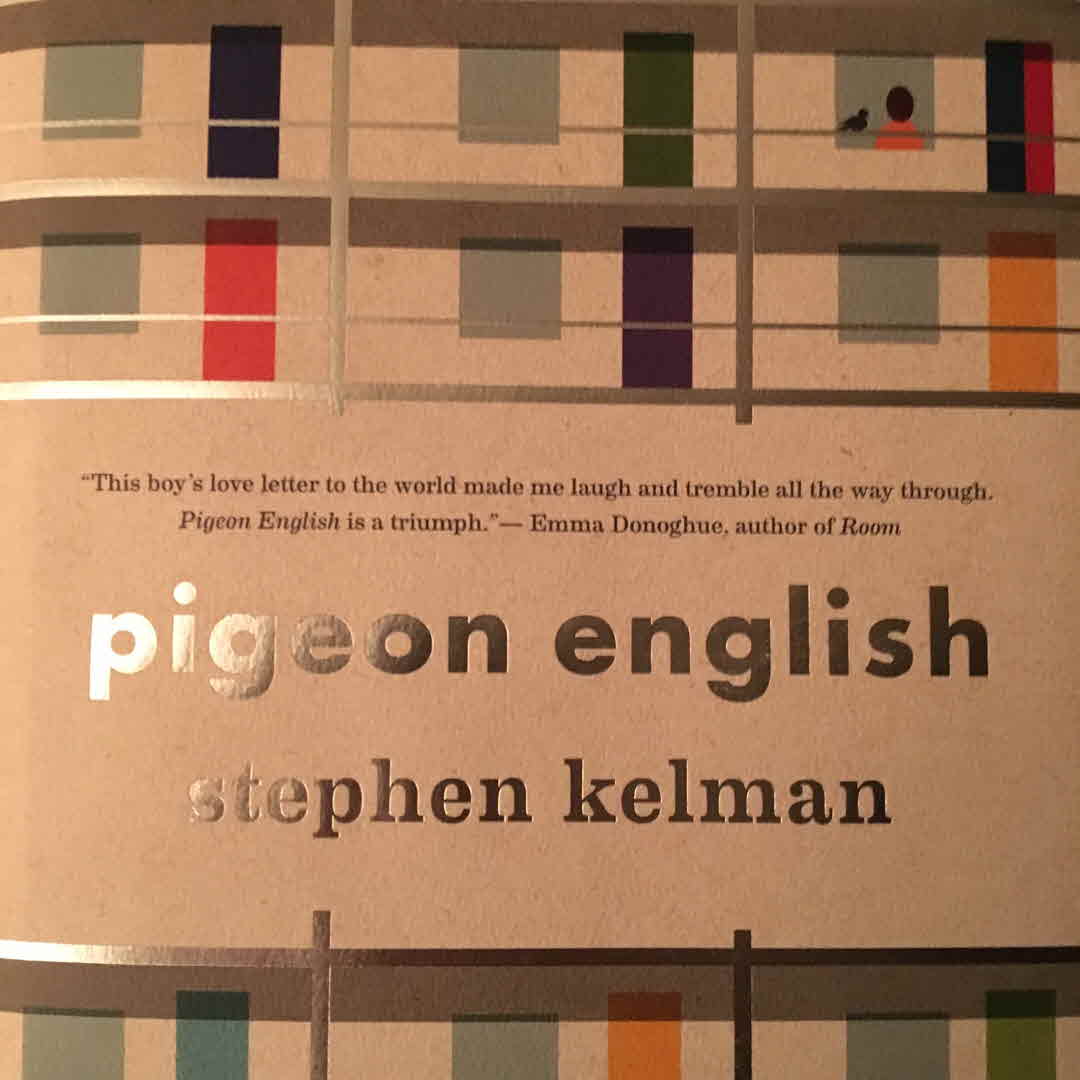 “This boy’s love letter to the world made me laugh and tremble all the way through.
Pigeon English is a triumph.”— Emma Donoghue, author of Room
pigeon english
stephen kelman